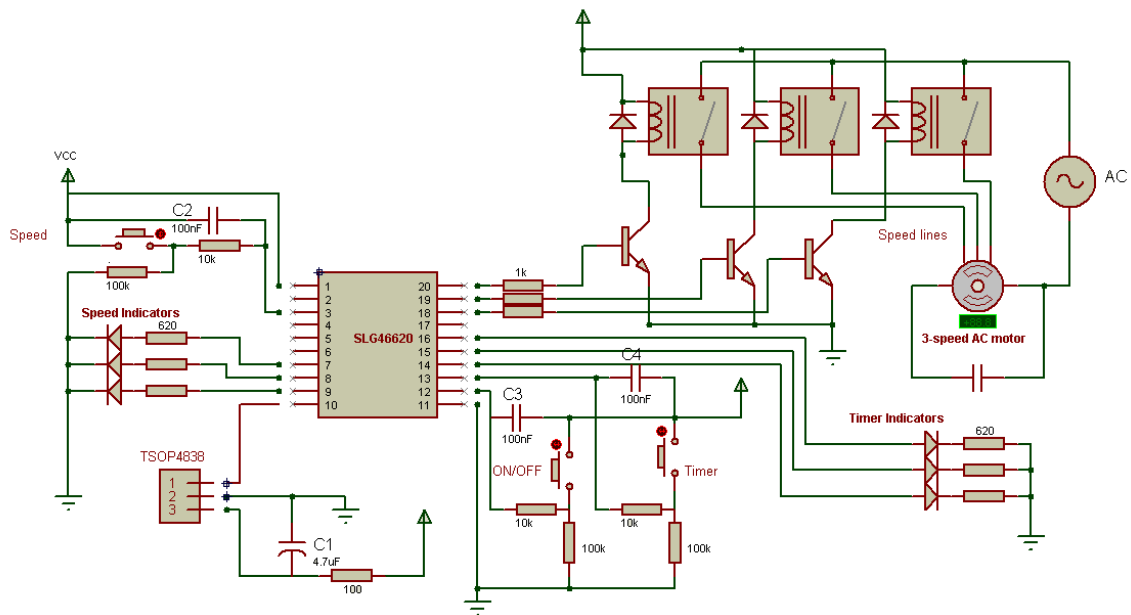 VCC
Speed
C2
100nF
10k
100k
Speed Indicators
620
SLG46620
1
2
3
4
5
6
7
8
9
10
20
19
18
17
16
15
14
13
12
11
1k
AC
Speed lines
3-speed AC motor
C4
100nF
C3
100nF
ON/OFF
Timer
10k
10k
100k
100k
Timer Indicators
620
TSOP4838
1
2
3
C1
4.7uF
100